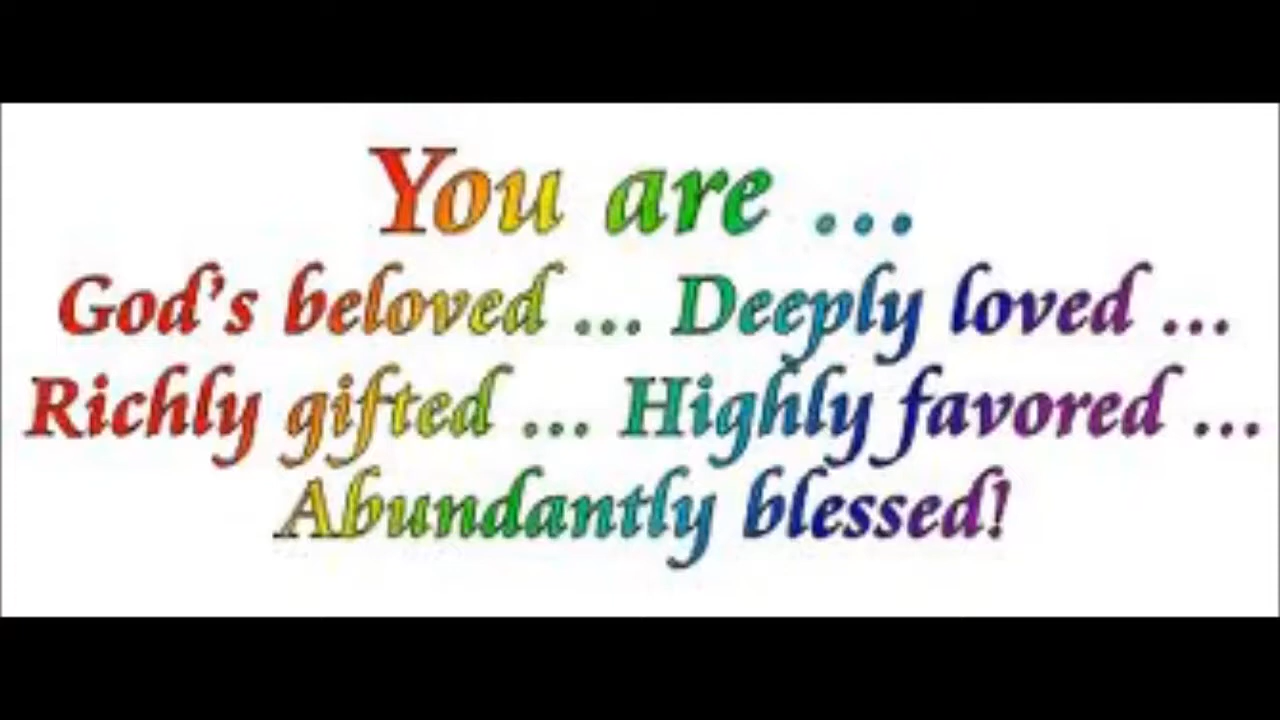 You are ...
God's beloved ... Deeply loved ...
Richly gifted ... Highly favored ...
Abundantly blessed!